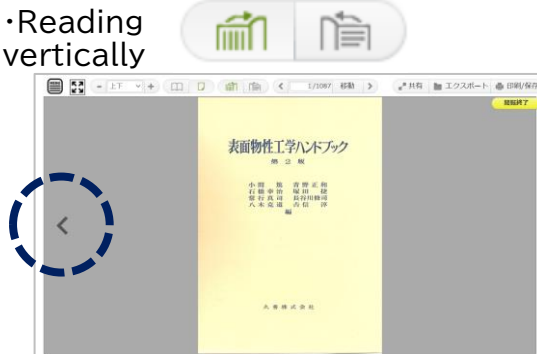 ·Reading
vertically
上下
1/1087 移動
共有 エクスポート 印刷/保存
閲覧終了
表面物性工学ハンドブック
第2版
小間 篤 青野正和
石橋幸治 塚田 捷
常行真司 長谷川修司
八木克道 吉信 淳
編
丸善株式会社